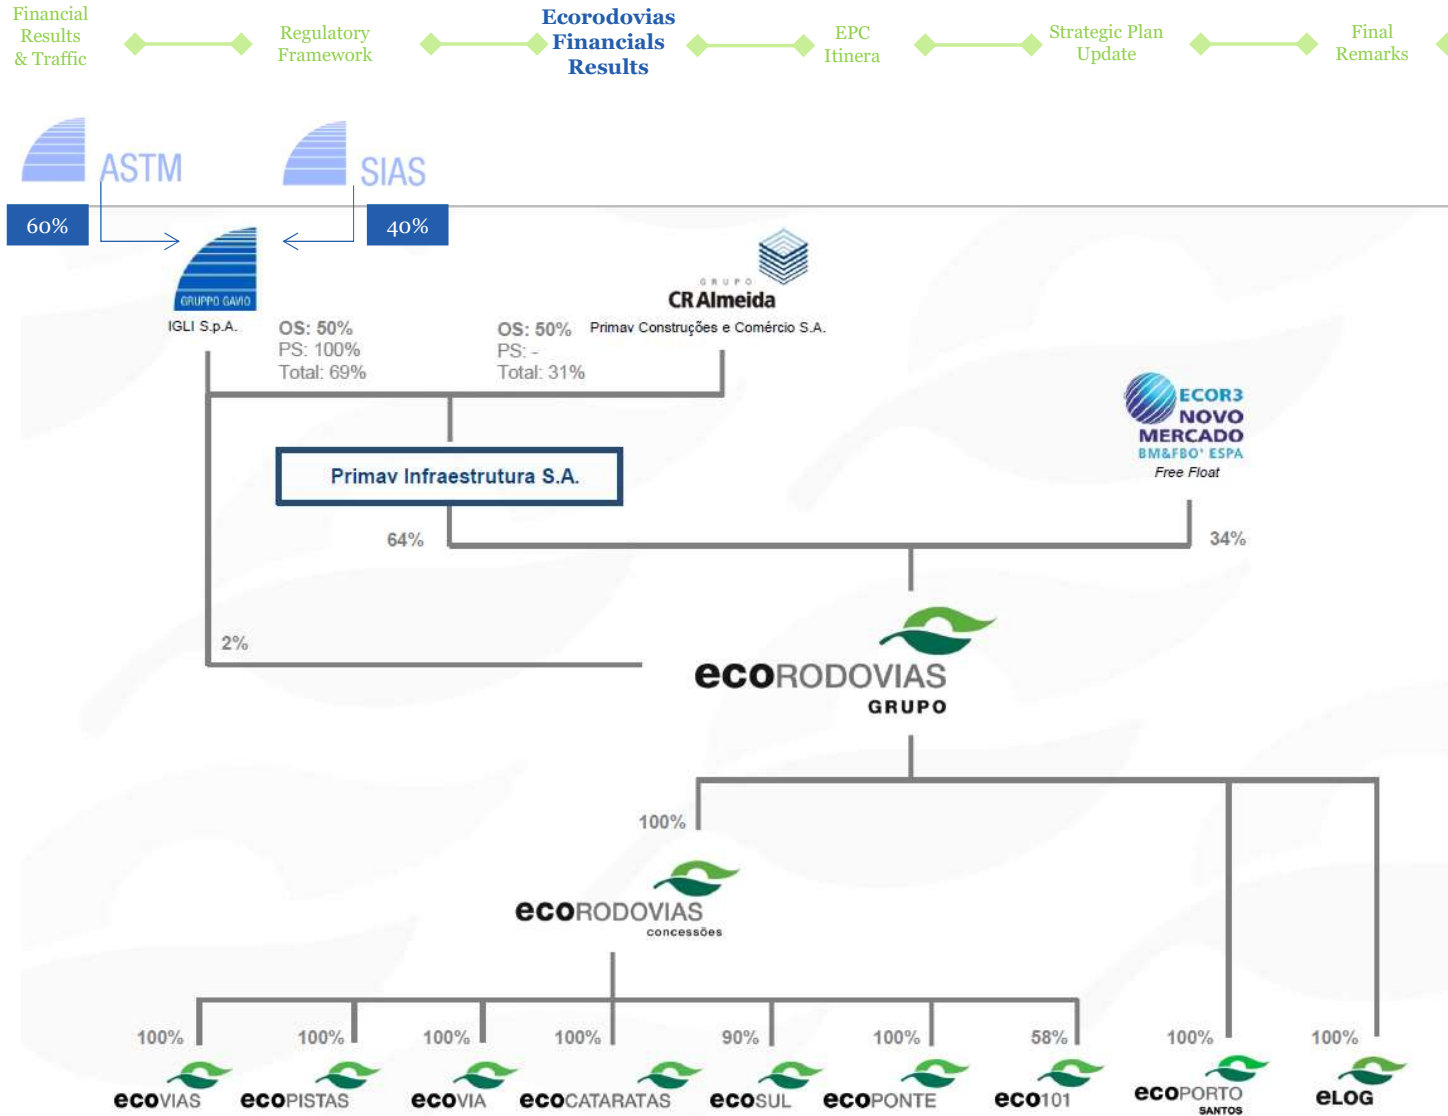 Financial
Results
& Traffic
Regulatory
Framework
Ecorodovias
Financials
Results
EPC
Itinera
Strategic Plan
Update
Final
Remarks
ASTM
SIAS
60%
40%
GRUPPO GAVIO
IGLI S.p.A.
GRUPO
CR Almeida
Primav Construções e Comércio S.A.
OS: 50%
PS: 100%
Total: 69%
OS: 50%
PS: -
Total: 31%
ECOR3
NOVO
MERCADO
BM&FBO' ESPA
Free Float
Primav Infraestrutura S.A.
64%
34%
2%
ecoRODOVIAS
GRUPO
100%
ecoRODOVIAS
concessões
100%
100%
100%
100%
90%
100%
58%
100%
100%
ecoVIAS
ecoPISTAS
ecoVIA
ecoCATARATAS
ecoSUL
ecoPONTE
eco101
ecoPORTO
SANTOS
eLOG